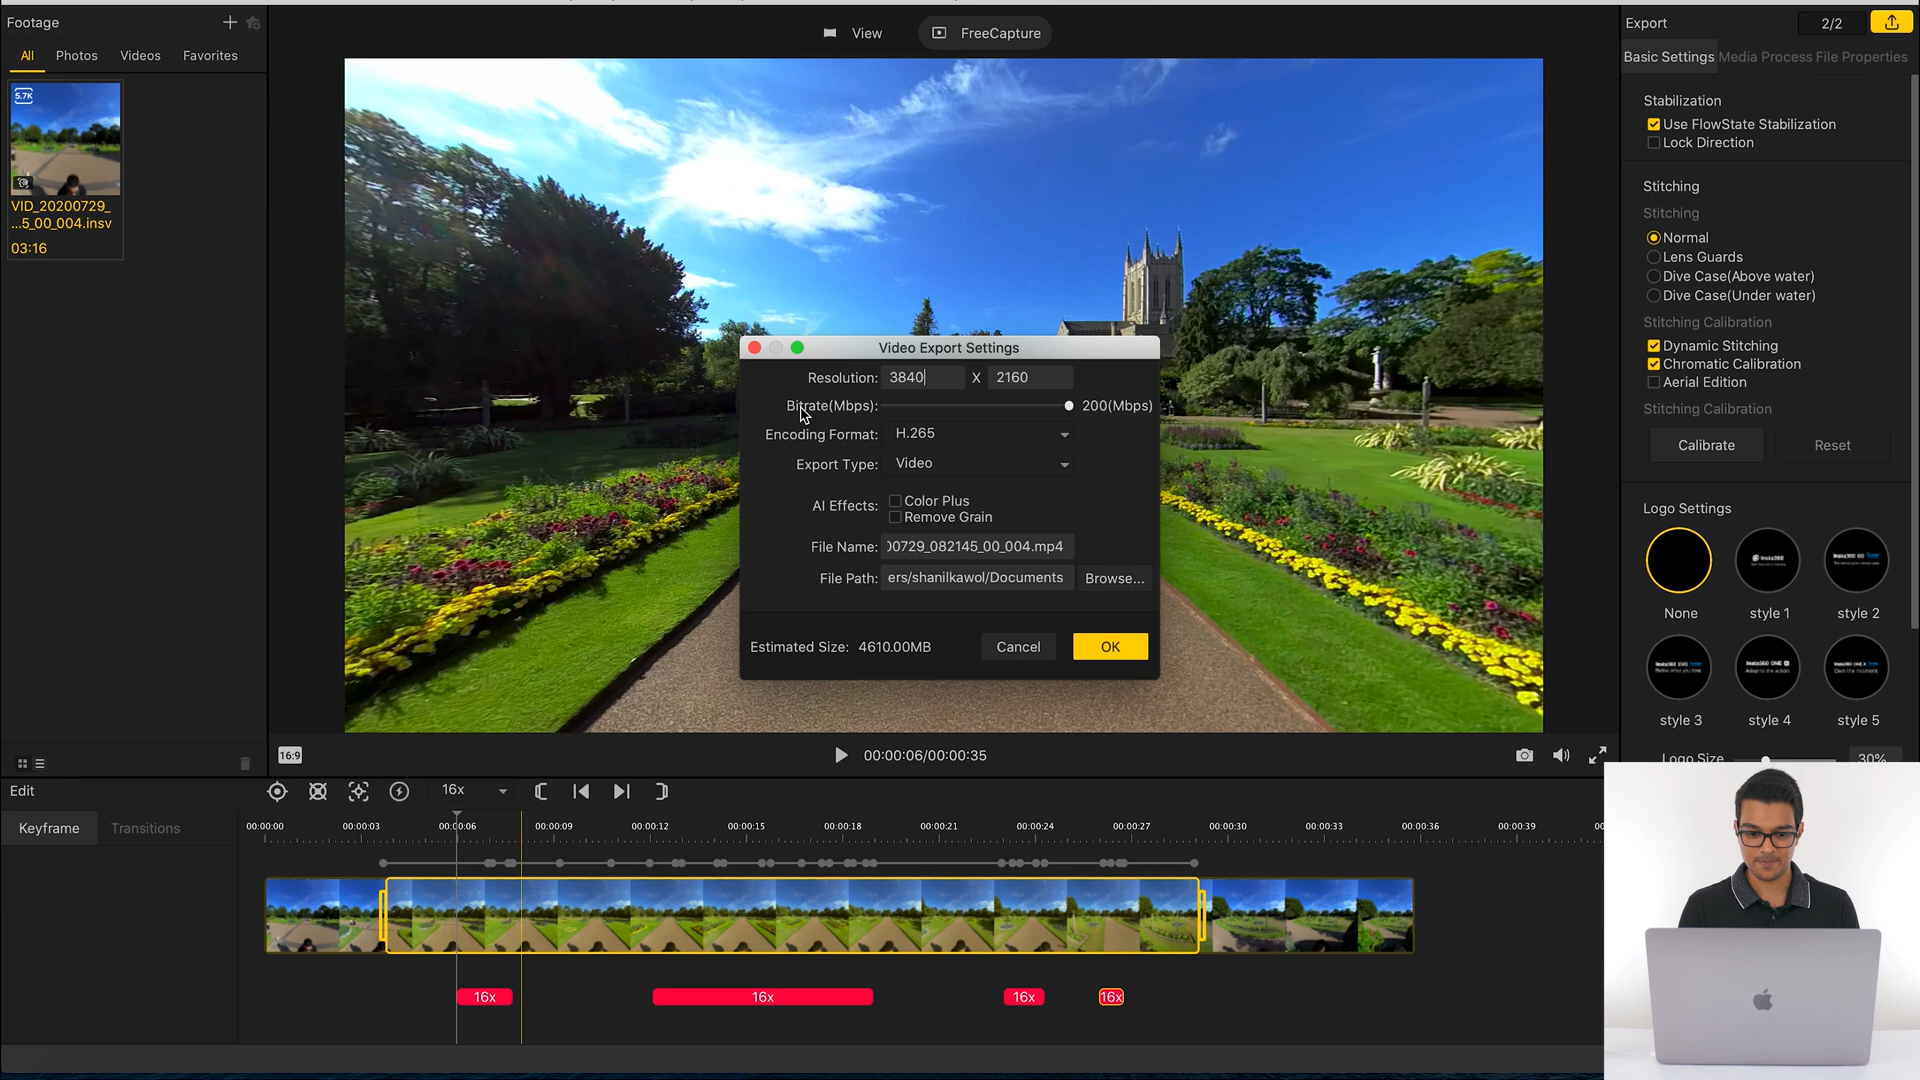 Footage
All Photos Videos Favorites
5.7K
VID_20200729_
...5_00_004.insv
03:16
View FreeCapture
Export 2/2
Basic Settings Media Process File Properties
Stabilization
Use FlowState Stabilization
Lock Direction
Stitching
Stitching
Normal
Lens Guards
Dive Case(Above water)
Dive Case(Under water)
Stitching Calibration
Dynamic Stitching
Chromatic Calibration
Aerial Edition
Stitching Calibration
Calibrate Reset
Logo Settings
None style 1 style 2
style 3 style 4 style 5
Logo Size 30%
Video Export Settings
Resolution: 3840 X 2160
Bitrate(Mbps): 200(Mbps)
Encoding Format: H.265
Export Type: Video
AI Effects: Color Plus
Remove Grain
File Name: 00729_082145_00_004.mp4
File Path: ers/shanilkawol/Documents Browse...
Estimated Size: 4610.00MB Cancel OK
16:9 00:00:06/00:00:35
Edit 16x
Keyframe Transitions
00:00:00 00:00:03 00:00:06 00:00:09 00:00:12 00:00:15 00:00:18 00:00:21 00:00:24 00:00:27 00:00:30 00:00:33 00:00:36 00:00:39 00
16x 16x 16x 16x